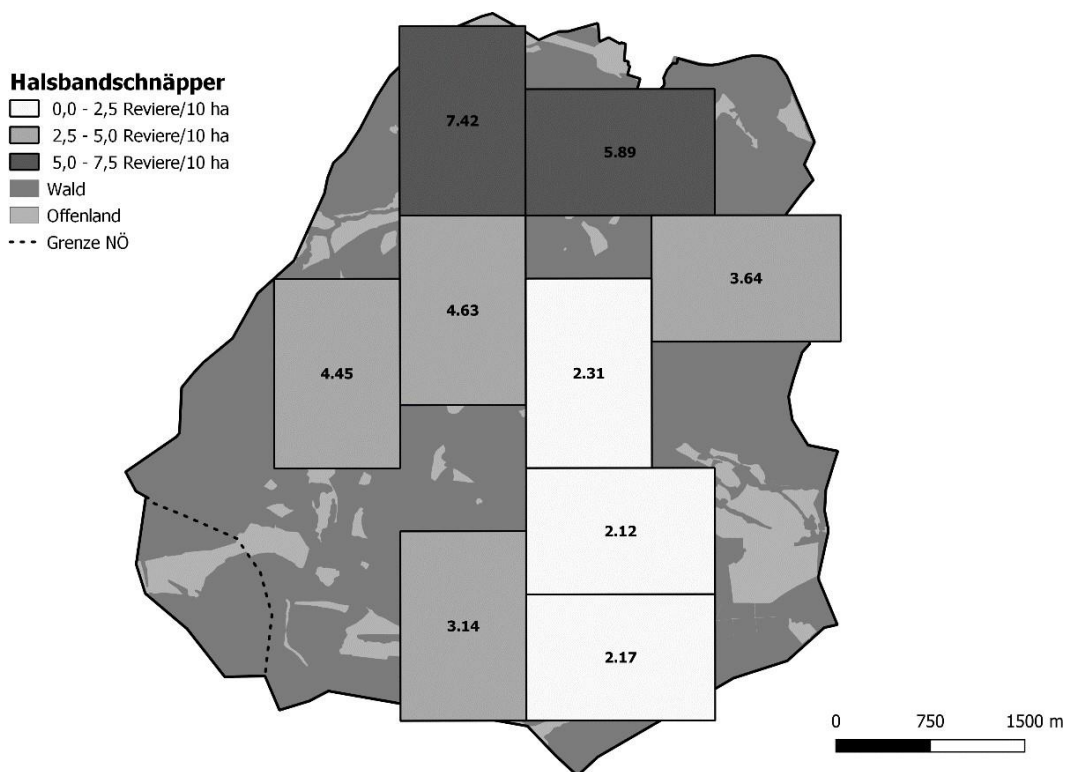 Halsbandschnäpper
0,0 - 2,5 Reviere/10 ha
2,5 - 5,0 Reviere/10 ha
5,0 - 7,5 Reviere/10 ha
Wald
Offenland
Grenze NÖ
7.42
5.89
3.64
4.63
4.45
2.31
2.12
3.14
2.17
0 750 1500 m